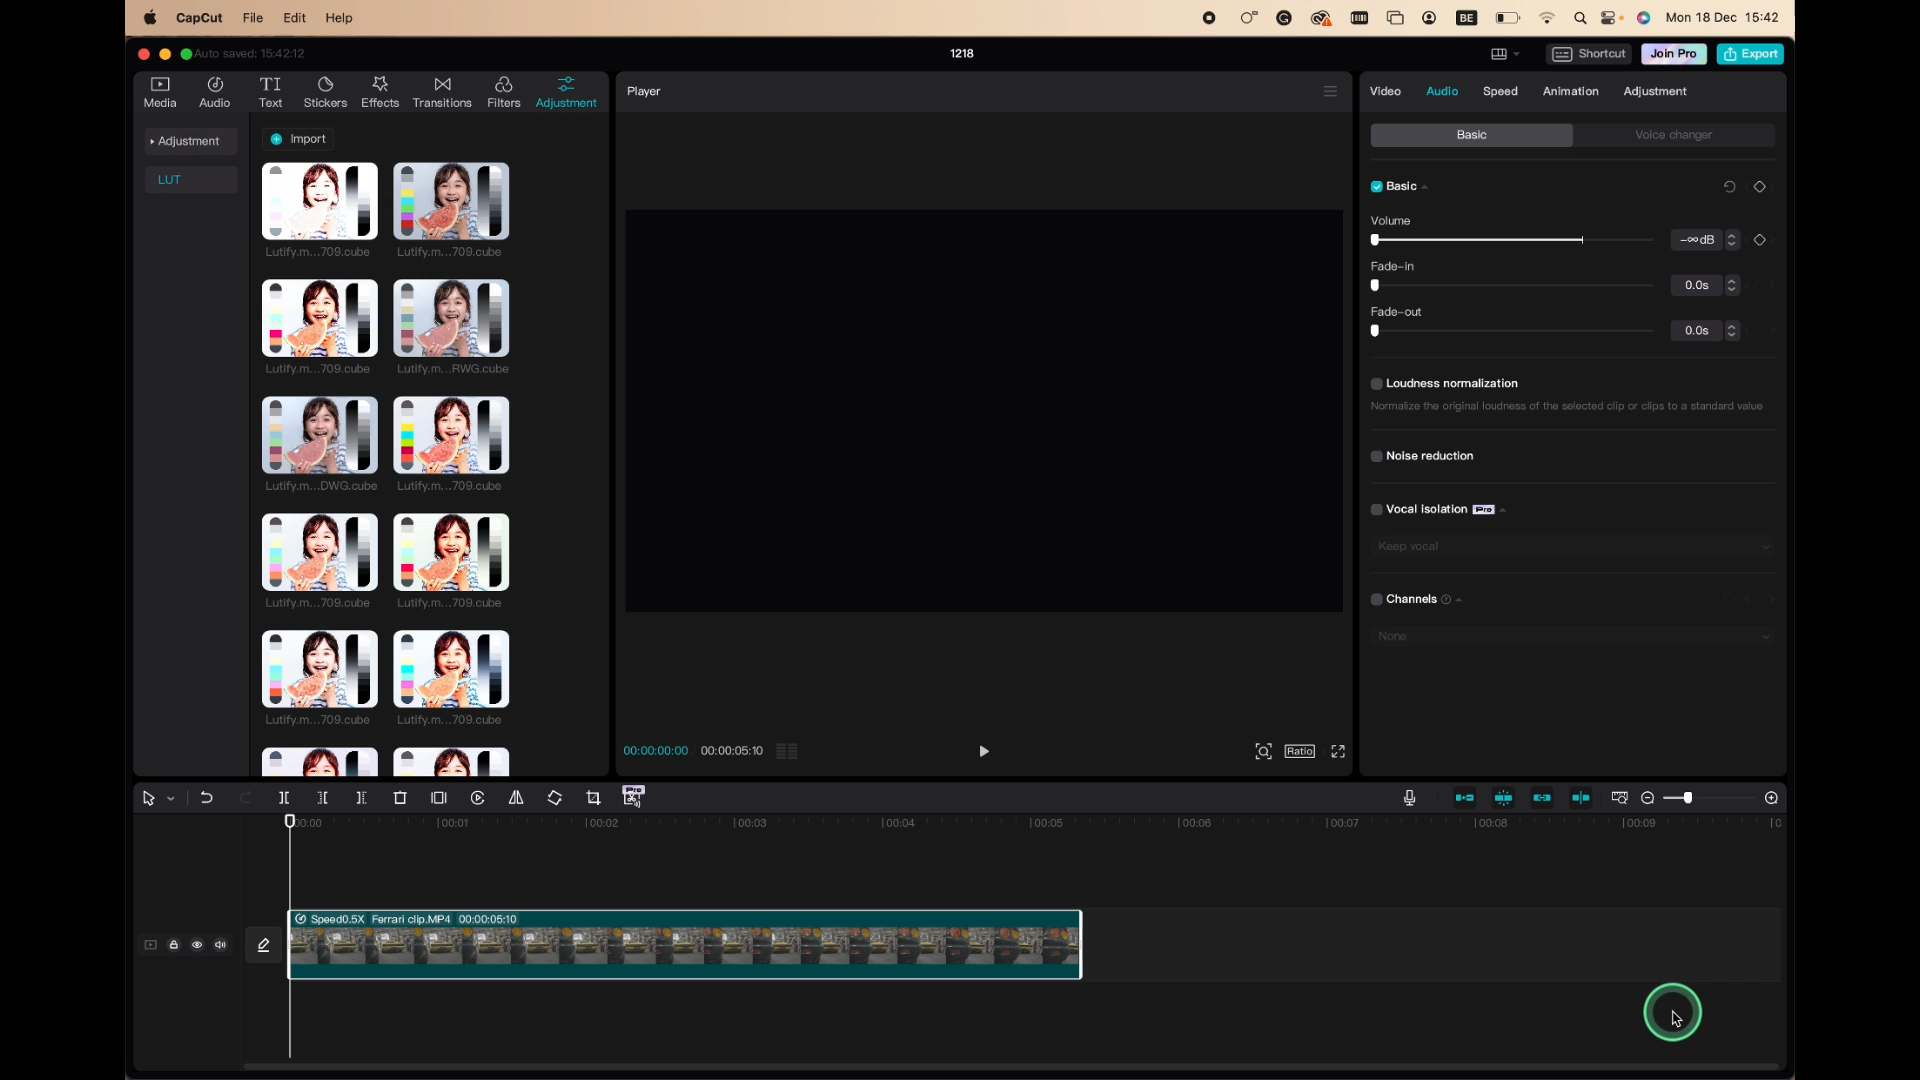 CapCut File Edit Help
BE Mon 18 Dec 15:42
Auto saved: 15:42:12
1218
Shortcut Join Pro Export
Media Audio Text Stickers Effects Transitions Filters Adjustment
Adjustment
LUT
Import
Lutify.m...709.cube Lutify.m...709.cube
Lutify.m...709.cube Lutify.m...RWG.cube
Lutify.m...DWG.cube Lutify.m...709.cube
Lutify.m...709.cube Lutify.m...709.cube
Lutify.m...709.cube Lutify.m...709.cube
Player
00:00:00:00 00:00:05:10
Ratio
Video Audio Speed Animation Adjustment
Basic Voice changer
Basic
Volume
-∞dB
Fade-in
0.0s
Fade-out
0.0s
Loudness normalization
Normalize the original loudness of the selected clip or clips to a standard value
Noise reduction
Vocal isolation Pro
Keep vocal
Channels
None
Pro
00:00 00:01 00:02 00:03 00:04 00:05 00:06 00:07 00:08 00:09
Speed0.5X Ferrari clip.MP4 00:00:05:10